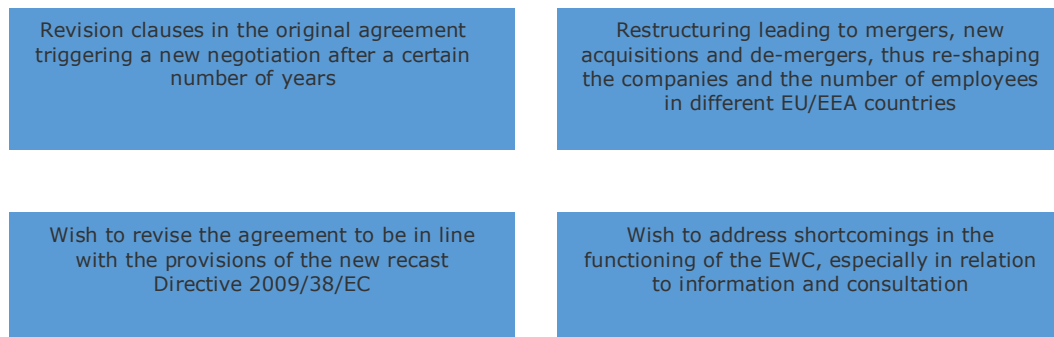 Revision clauses in the original agreement
triggering a new negotiation after a certain
number of years
Restructuring leading to mergers, new
acquisitions and de-mergers, thus re-shaping
the companies and the number of employees
in different EU/EEA countries
Wish to revise the agreement to be in line
with the provisions of the new recast
Directive 2009/38/EC
Wish to address shortcomings in the
functioning of the EWC, especially in relation
to information and consultation